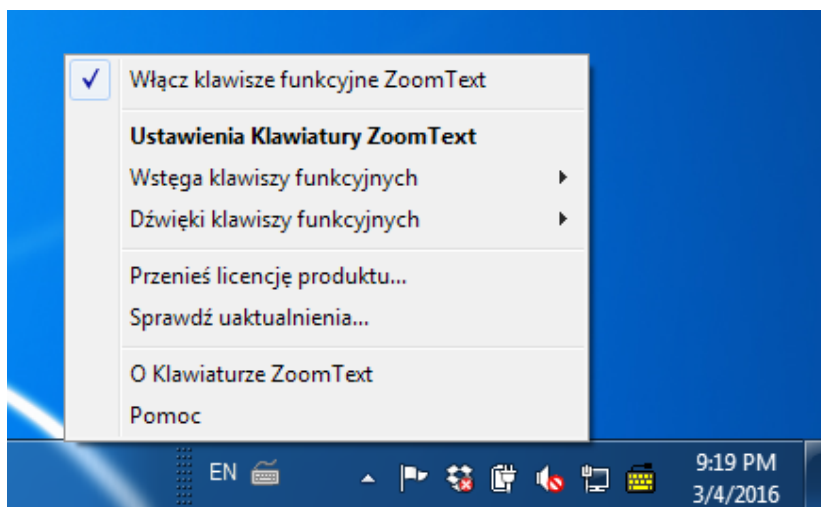 Włącz klawisze funkcyjne ZoomText
Ustawienia Klawiatury ZoomText
Wstęga klawiszy funkcyjnych
Dźwięki klawiszy funkcyjnych
Przenieś licencję produktu...
Sprawdź uaktualnienia...
O Klawiaturze ZoomText
Pomoc
EN
9:19 PM
3/4/2016